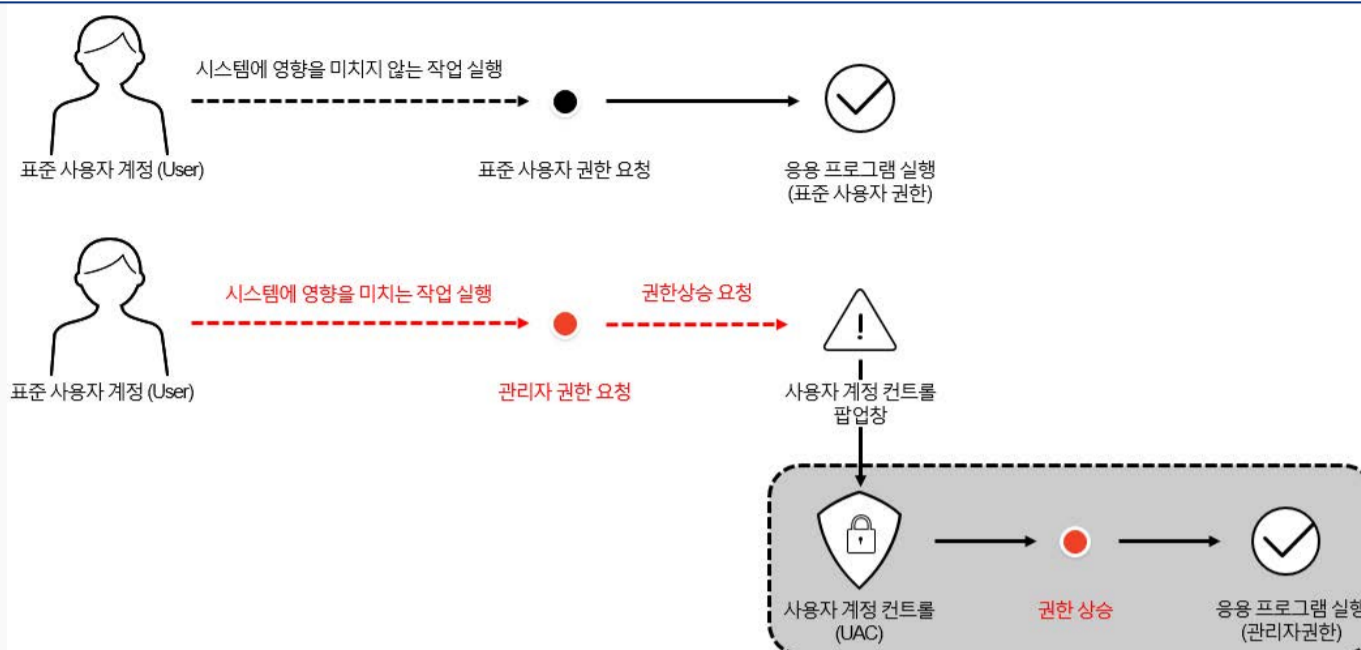 시스템에 영향을 미치지 않는 작업 실행
표준 사용자 계정 (User)
표준 사용자 권한 요청
응용 프로그램 실행
(표준 사용자 권한)
시스템에 영향을 미치는 작업 실행
권한상승 요청
표준 사용자 계정 (User)
관리자 권한 요청
사용자 계정 컨트롤
팝업창
사용자 계정 컨트롤
(UAC)
권한 상승
응용 프로그램 실행
(관리자권한)